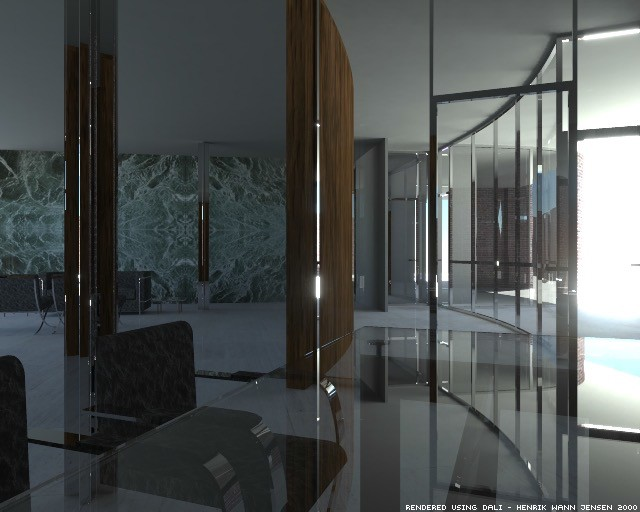 RENDERED USING DALI - HENRIK WANN JENSEN 2000